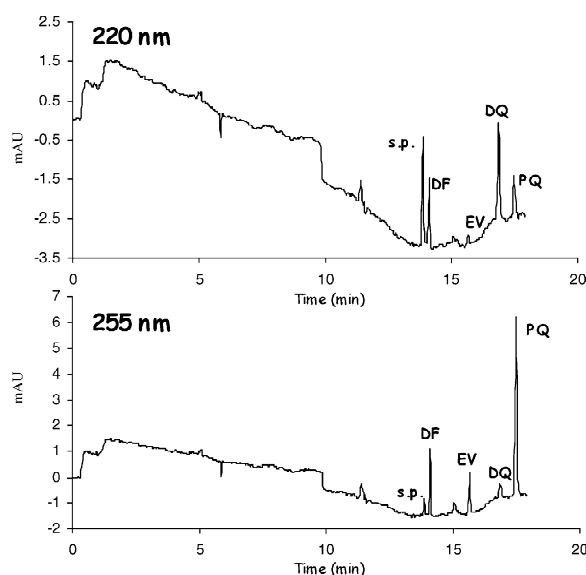 2.5
220 nm
1.5
DQ
0.5
mAU
-0.5
s.p.
DF
PQ
-1.5
EV
-2.5
-3.5
0 5 10 15 20
Time (min)
7
255 nm
6
PQ
5
4
mAU
3
2
DF
EV
1
DQ
s.p.
0
-1
-2
0 5 10 15 20
Time (min)